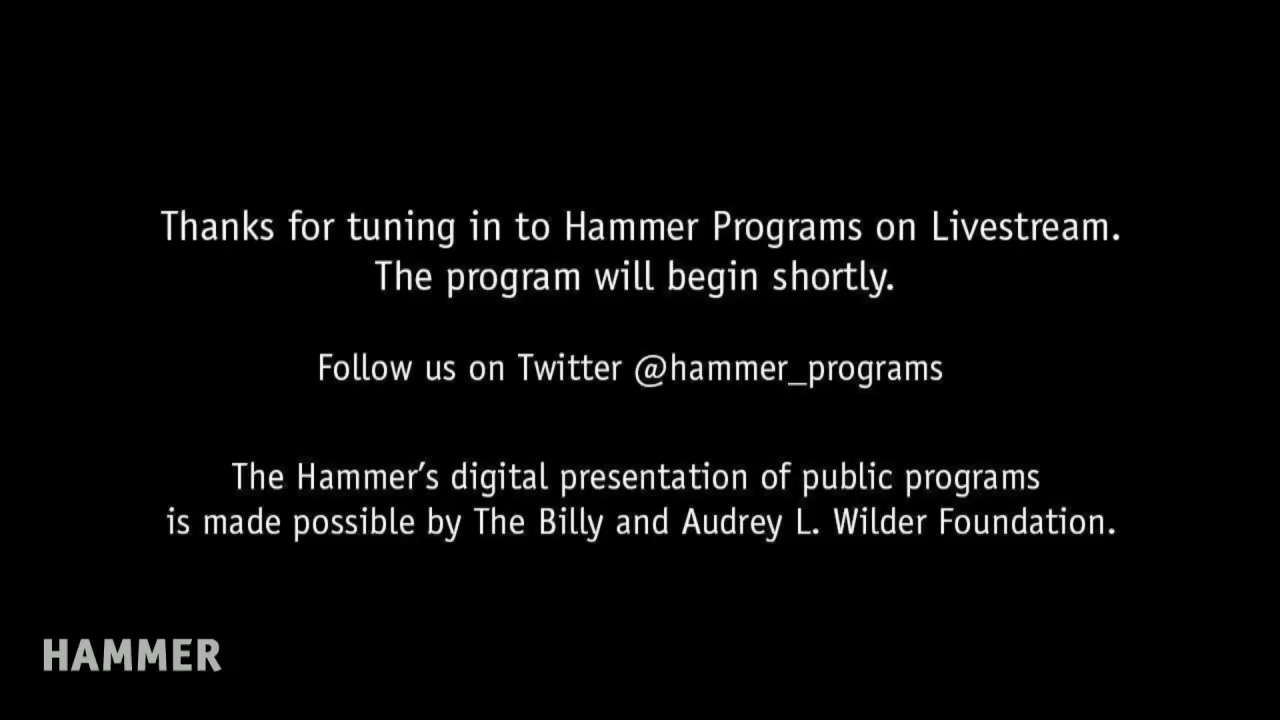 Thanks for tuning in to Hammer Programs on Livestream.
The program will begin shortly.
Follow us on Twitter @hammer_programs
The Hammer's digital presentation of public programs
is made possible by The Billy and Audrey L. Wilder Foundation.
HAMMER